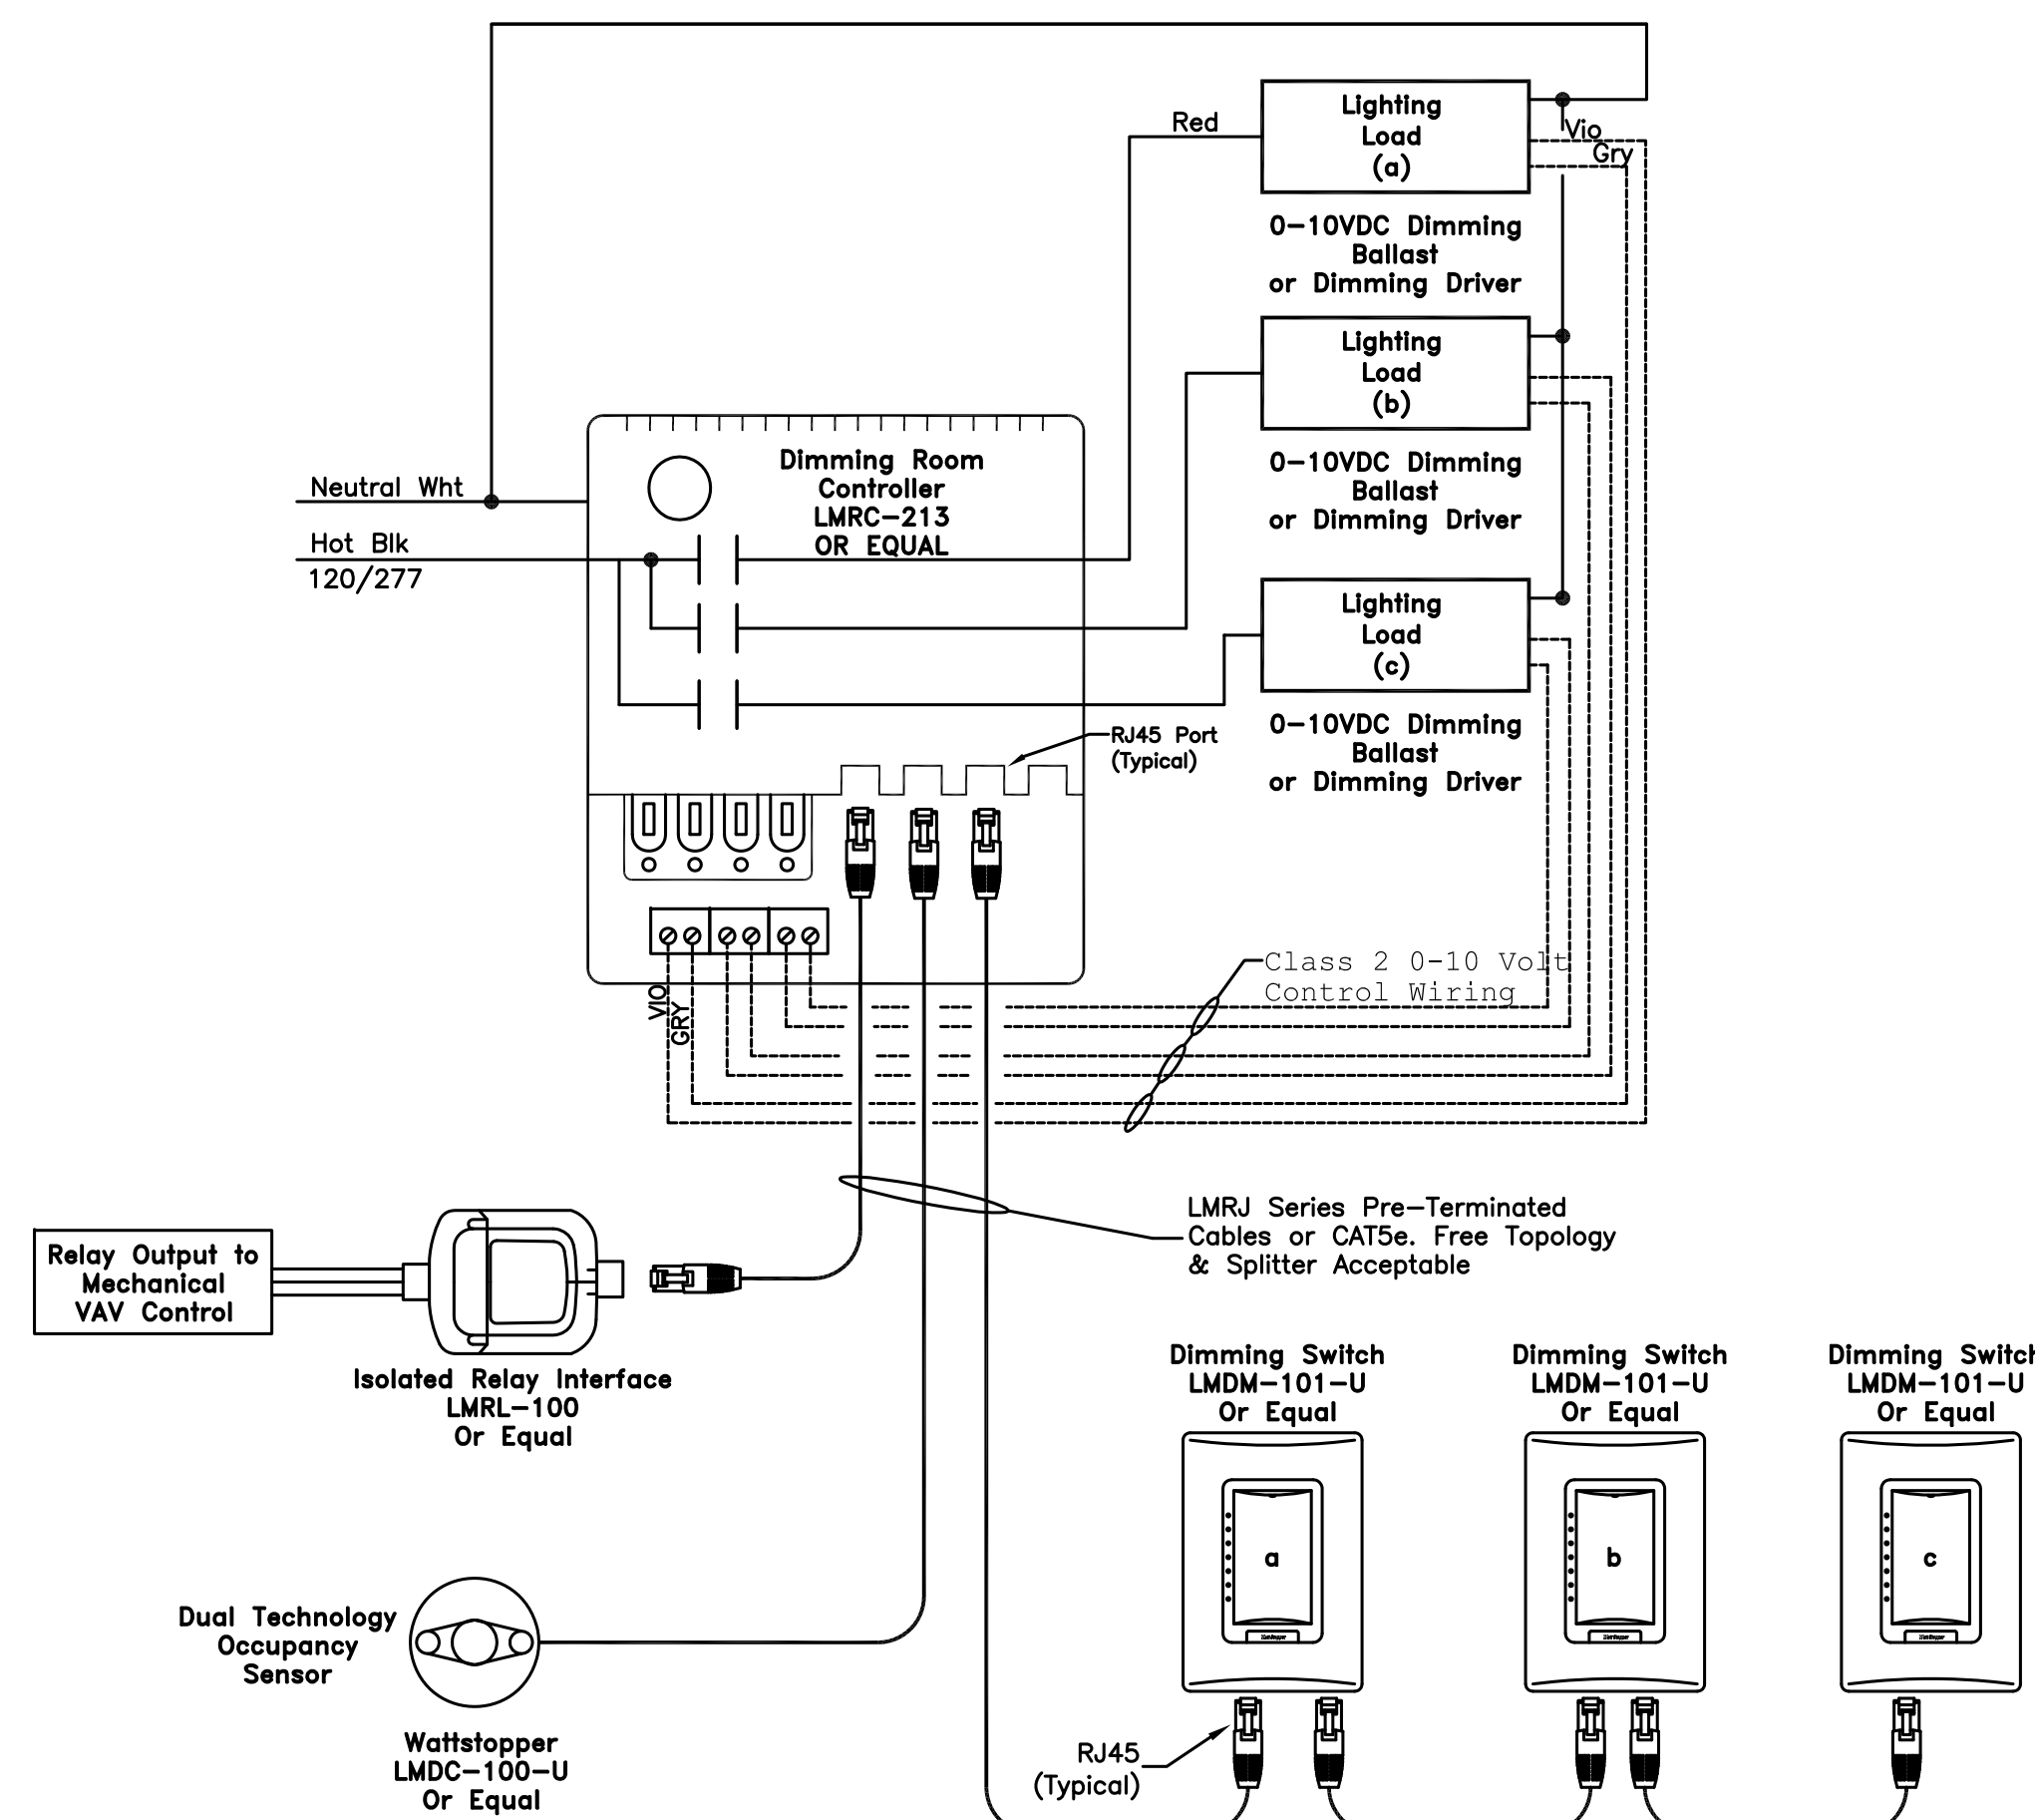 Red
Lighting
Load
(a)
Vio
Gry
0-10VDC Dimming
Ballast
or Dimming Driver
Lighting
Load
(b)
0-10VDC Dimming
Ballast
or Dimming Driver
Dimming Room
Controller
LMRC-213
OR EQUAL
Neutral Wht
Hot Blk
120/277
Lighting
Load
(c)
0-10VDC Dimming
Ballast
or Dimming Driver
RJ45 Port
(Typical)
Class 2 0-10 Volt
Control Wiring
VIO
GRY
LMRJ Series Pre-Terminated
Cables or CAT5e. Free Topology
& Splitter Acceptable
Relay Output to
Mechanical
VAV Control
Isolated Relay Interface
LMRL-100
Or Equal
Dimming Switch
LMDM-101-U
Or Equal
a
Dimming Switch
LMDM-101-U
Or Equal
b
Dimming Switch
LMDM-101-U
Or Equal
c
Dual Technology
Occupancy
Sensor
Wattstopper
LMDC-100-U
Or Equal
RJ45
(Typical)